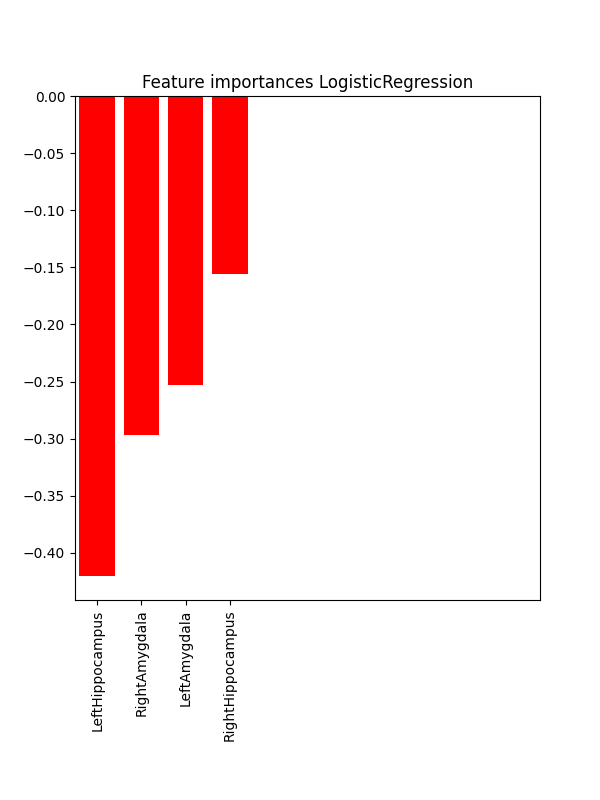 Feature importances LogisticRegression
0.00
−0.05
−0.10
−0.15
−0.20
−0.25
−0.30
−0.35
−0.40
LeftHippocampus
RightAmygdala
LeftAmygdala
RightHippocampus